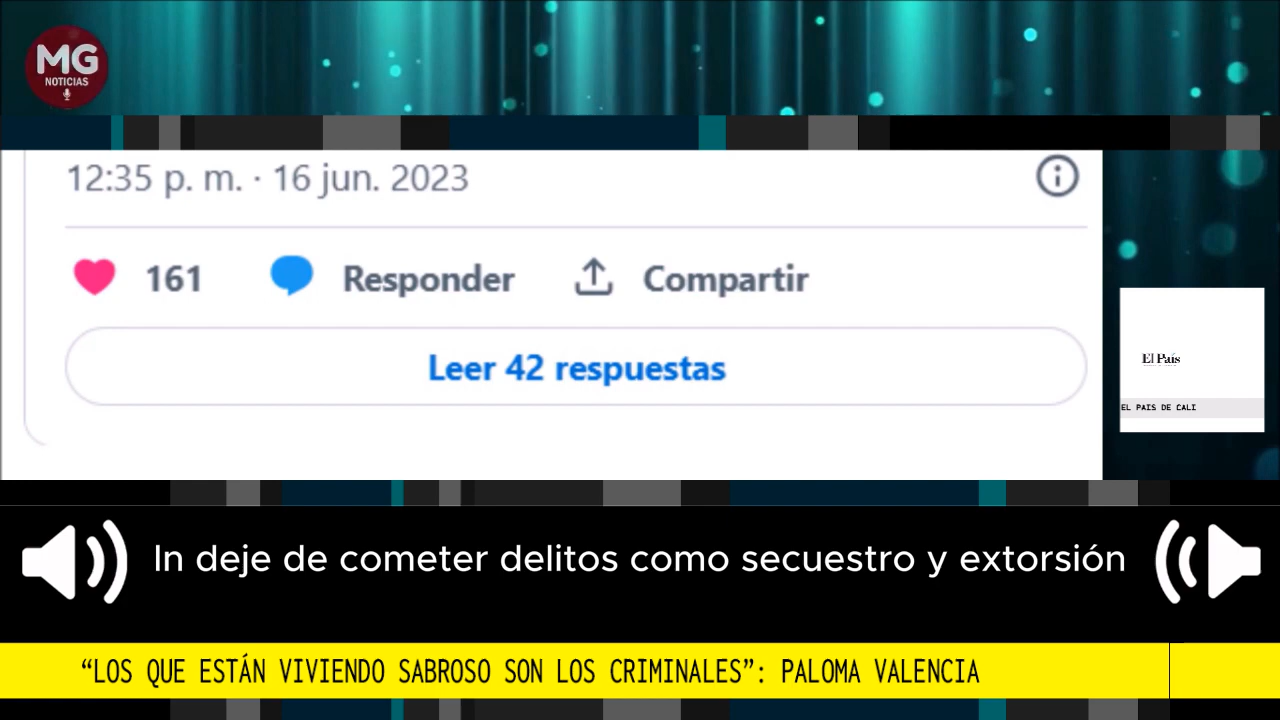 MG
NOTICIAS
12:35 p. m. · 16 jun. 2023
161 Responder Compartir
Leer 42 respuestas
El País
EL PAIS DE CALI
In deje de cometer delitos como secuestro y extorsión
“LOS QUE ESTÁN VIVIENDO SABROSO SON LOS CRIMINALES”: PALOMA VALENCIA